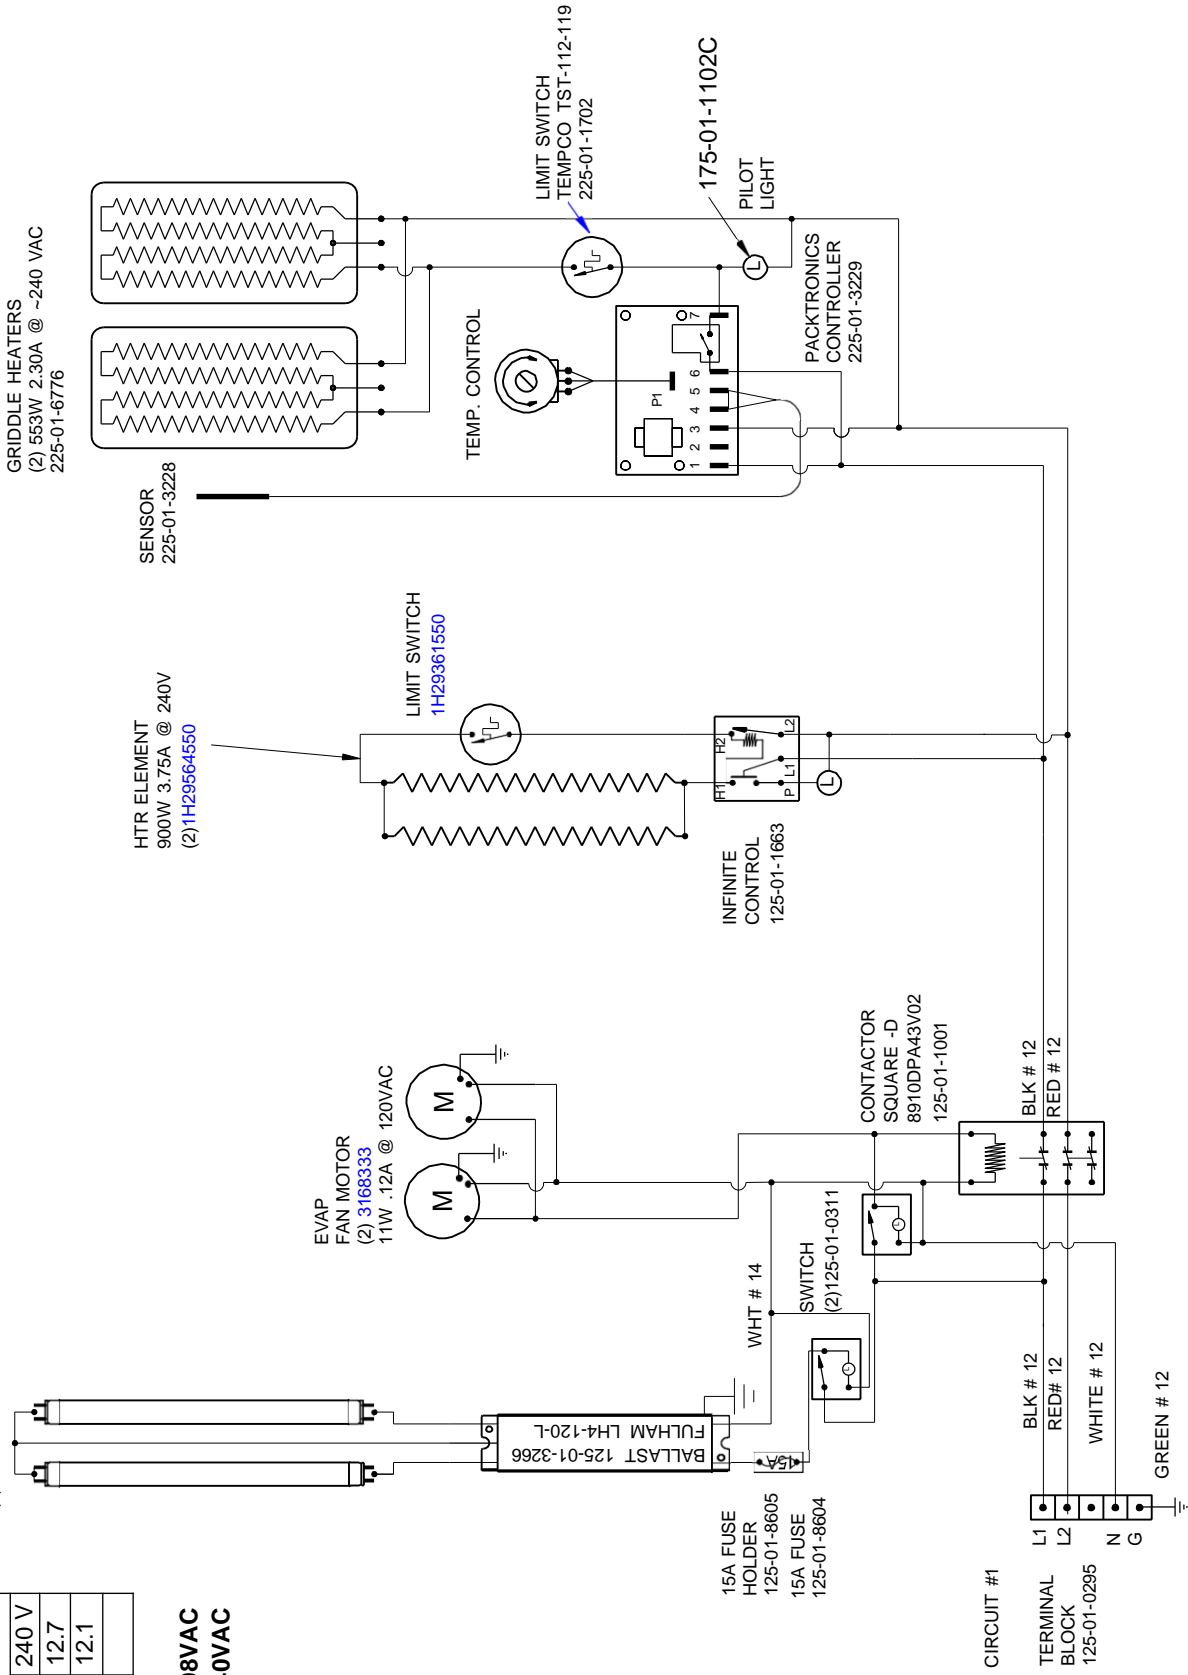 GRIDDLE HEATERS
(2) 553W 2.30A @ ~240 VAC
225-01-6776
SENSOR
225-01-3228
LIMIT SWITCH
TEMPCO TST-112-119
225-01-1702
175-01-1102C
PILOT
LIGHT
L
TEMP. CONTROL
P1
1 2 3 4 5 6 7
PACKTRONICS
CONTROLLER
225-01-3229
HTR ELEMENT
900W 3.75A @ 240V
(2)1H29564550
LIMIT SWITCH
1H29361550
INFINITE
CONTROL
125-01-1663
H1 H2
P L1 L2
L
EVAP
FAN MOTOR
(2) 3168333
11W .12A @ 120VAC
M
M
CONTACTOR
SQUARE -D
8910DPA43V02
125-01-1001
BLK # 12
RED # 12
SWITCH
(2)125-01-0311
L
L
WHT # 14
BALLAST 125-01-3266
FULHAM LH4-120-L
15A
15A FUSE
HOLDER
125-01-8605
15A FUSE
125-01-8604
BLK # 12
RED# 12
WHITE # 12
GREEN # 12
L1
L2
N
G
CIRCUIT #1
TERMINAL
BLOCK
125-01-0295
240 V
12.7
12.1